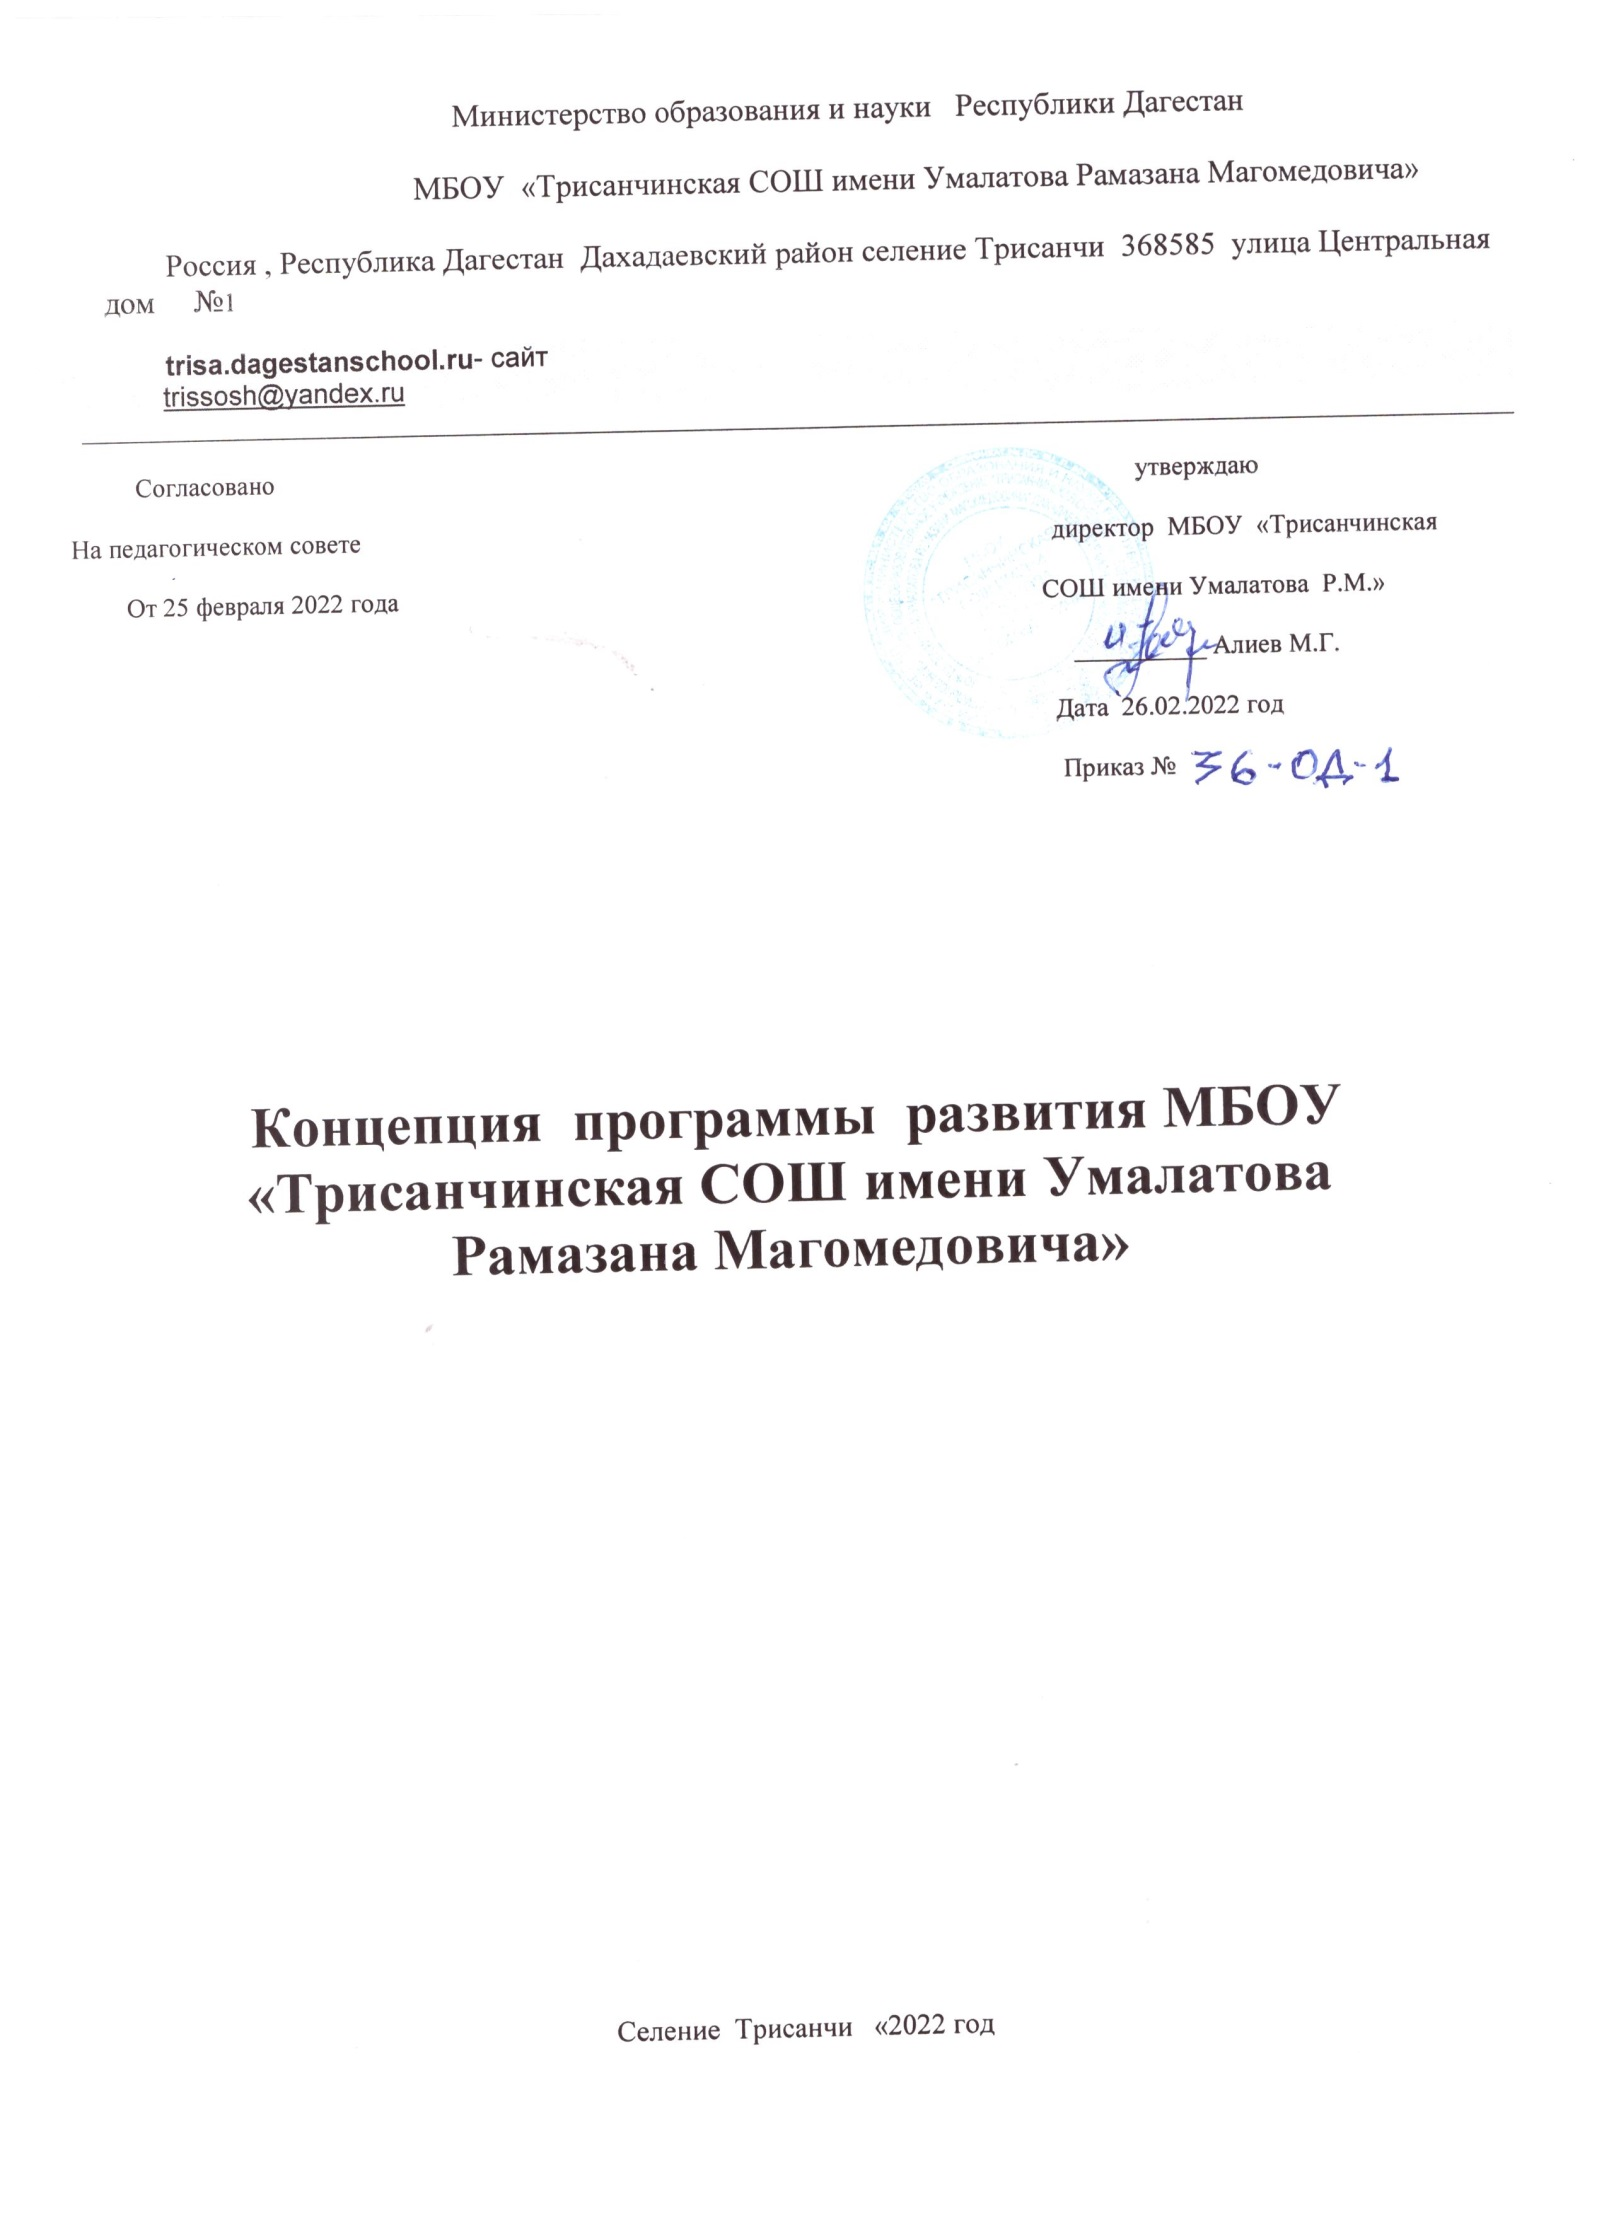 Министерство образования и науки   Республики Дагестан
МБОУ  «Трисанчинская СОШ имени Умалатова Рамазана Магомедовича»
Россия , Республика Дагестан  Дахадаевский район селение Трисанчи  368585  улица Центральная
дом      №1
trisa.dagestanschool.ru- сайт
trissosh@yandex.ru
Согласовано
На педагогическом совете
От 25 февраля 2022 года
утверждаю
директор  МБОУ  «Трисанчинская
СОШ имени Умалатова  Р.М.»
__________ Алиев М.Г.
Дата  26.02.2022 год
Приказ № 36-ОД-1
Концепция  программы  развития МБОУ
«Трисанчинская СОШ имени Умалатова
Рамазана Магомедовича»
Селение  Трисанчи   «2022 год